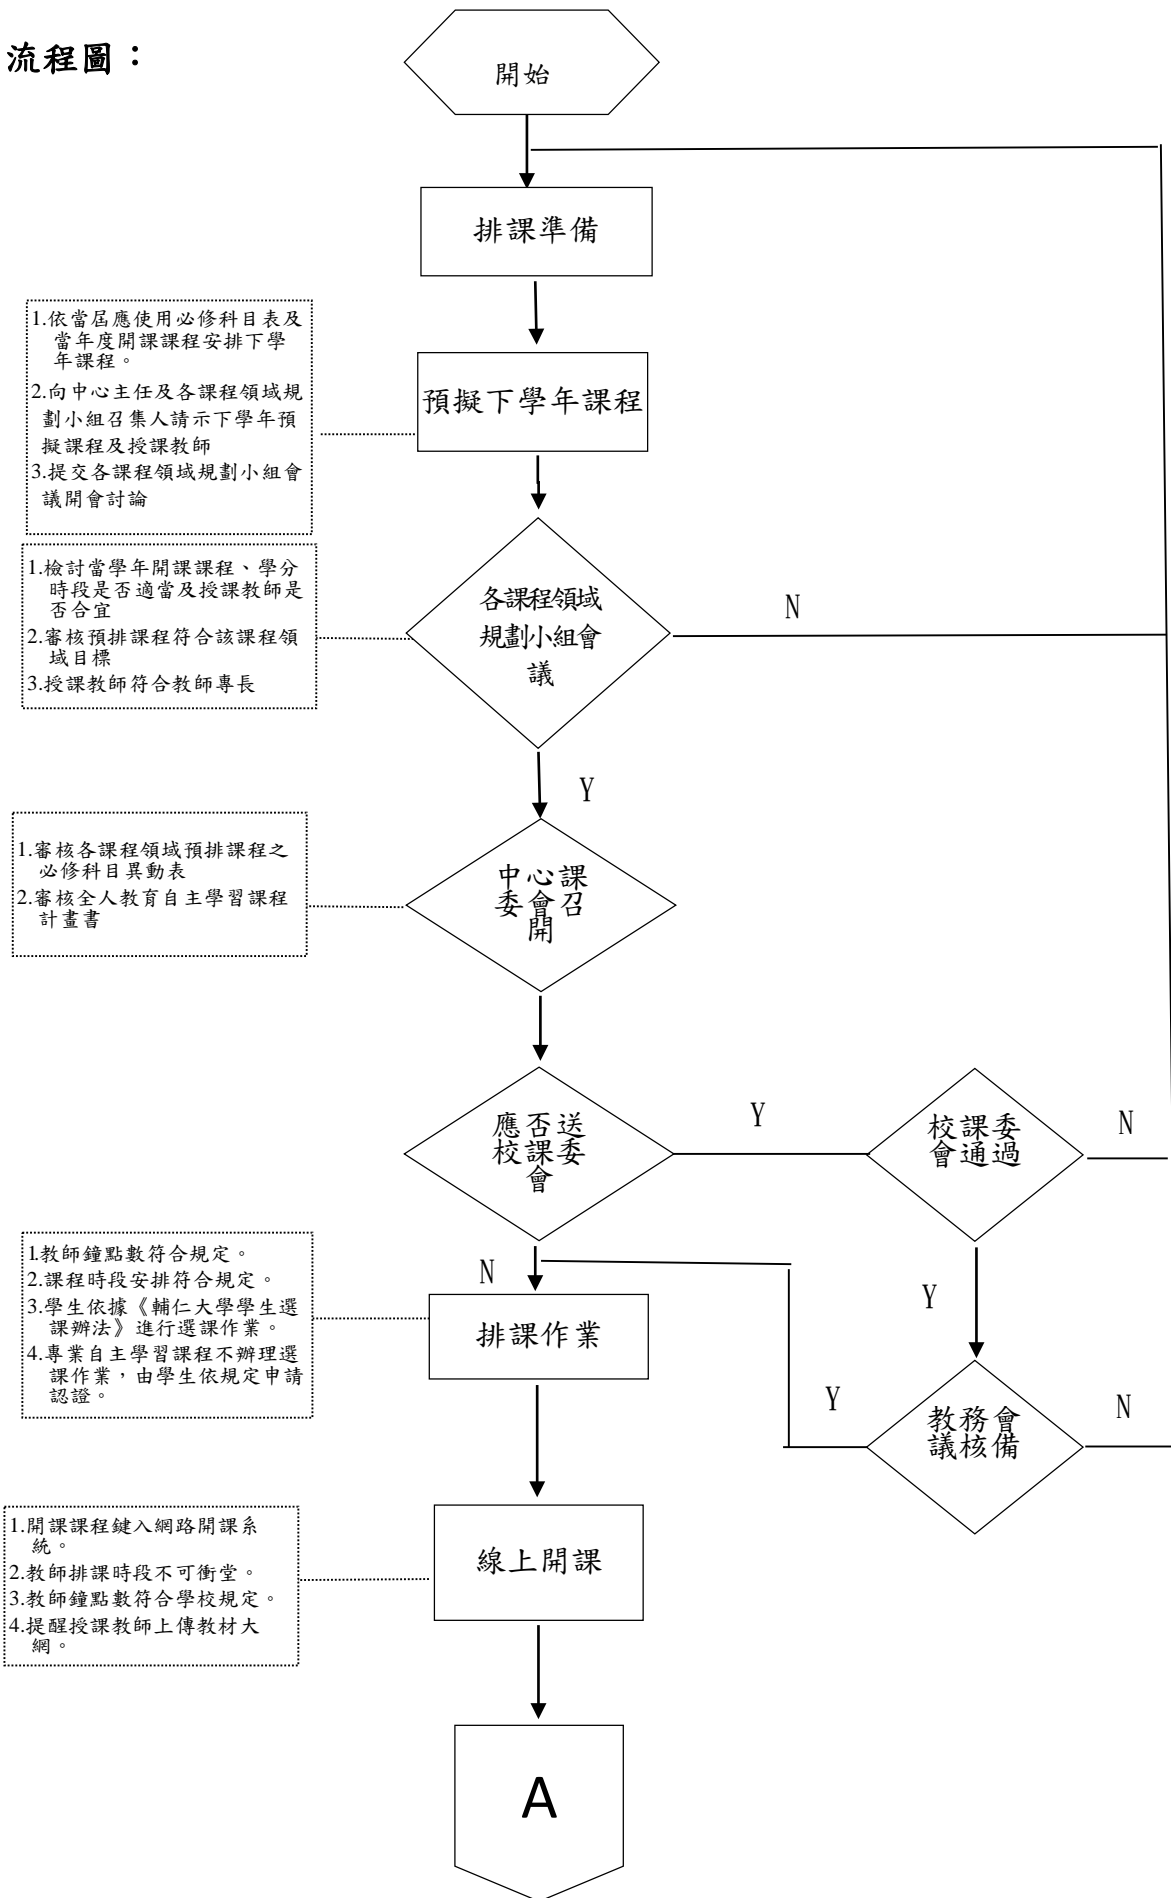 流程圖：
開始
排課準備
1.依當屆應使用必修科目表及
當年度開課課程安排下學
年課程。
2.向中心主任及各課程領域規
劃小組召集人請示下學年預
擬課程及授課教師
3.提交各課程領域規劃小組會
議開會討論
預擬下學年課程
1.檢討當學年開課課程、學分
時段是否適當及授課教師是
否合宜
2.審核預排課程符合該課程領
域目標
3.授課教師符合教師專長
各課程領域
規劃小組會
議
N
Y
1.審核各課程領域預排課程之
必修科目異動表
2.審核全人教育自主學習課程
計畫書
中心課
委會召
開
應否送
校課委
會
Y
校課委
會通過
N
1.教師鐘點數符合規定。
2.課程時段安排符合規定。
3.學生依據《輔仁大學學生選
課辦法》進行選課作業。
4.專業自主學習課程不辦理選
課作業，由學生依規定申請
認證。
N
排課作業
Y
Y
教務會
議核備
N
1.開課課程鍵入網路開課系
統。
2.教師排課時段不可衝堂。
3.教師鐘點數符合學校規定。
4.提醒授課教師上傳教材大
網。
線上開課
A